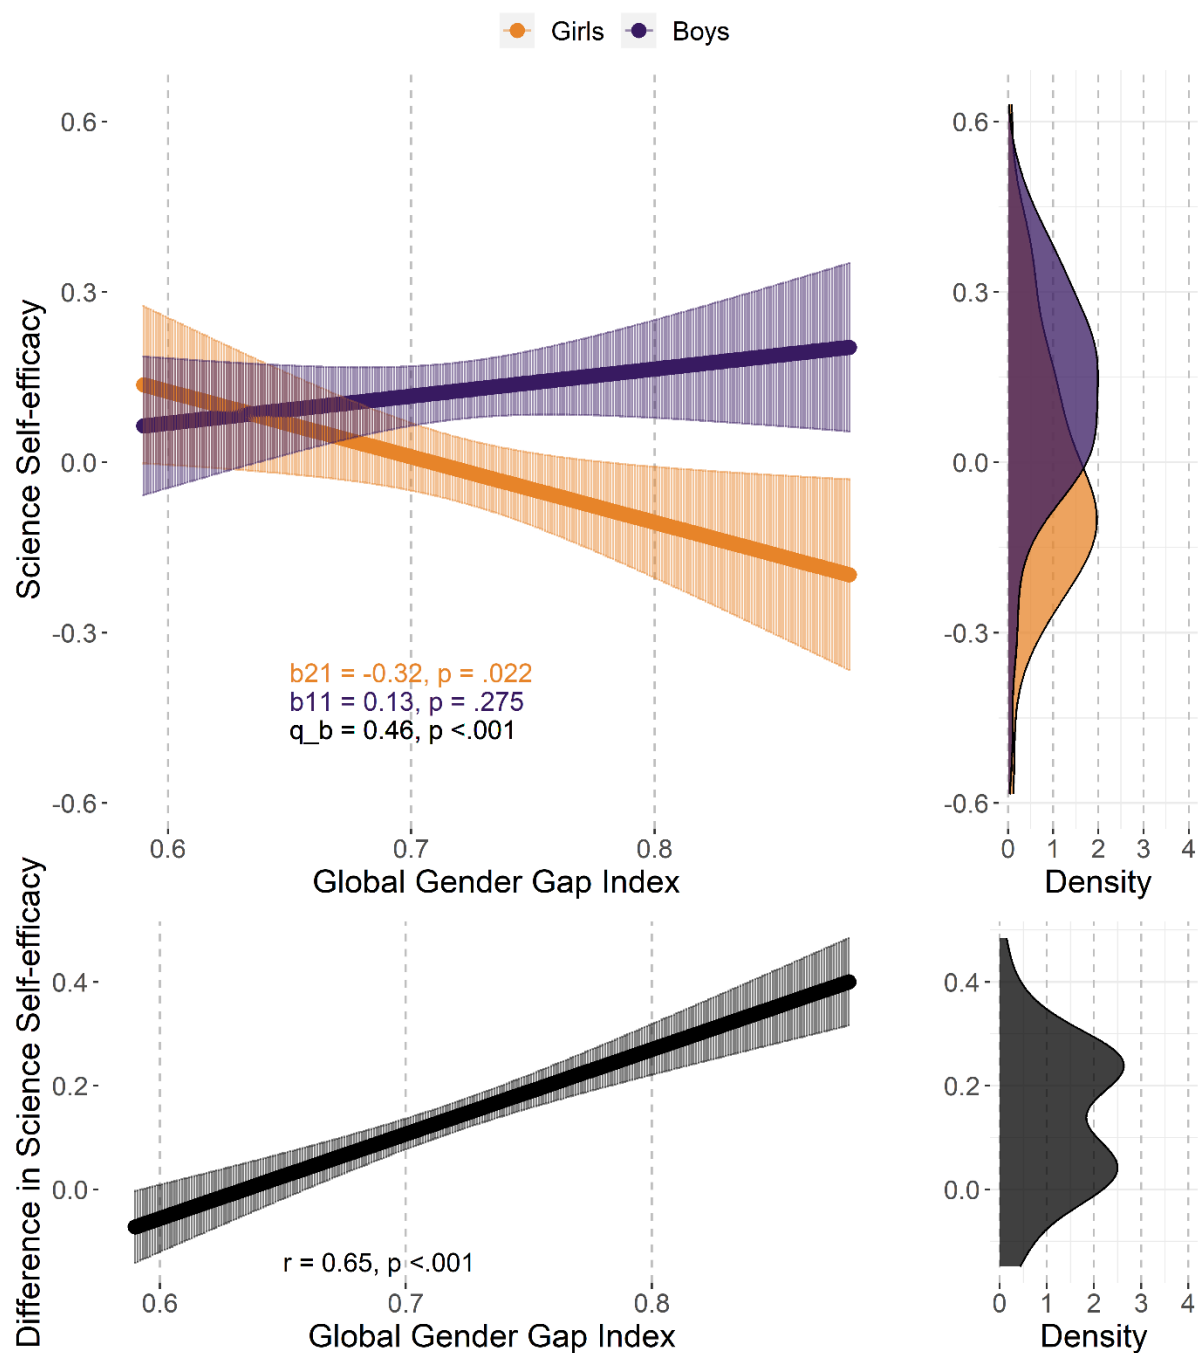 Girls Boys
Science Self-efficacy
0.6
0.3
0.0
-0.3
-0.6
b21 = -0.32, p = .022
b11 = 0.13, p = .275
q_b = 0.46, p <.001
0.6 0.7 0.8
Global Gender Gap Index
0.6
0.3
0.0
-0.3
-0.6
0 1 2 3 4
Density
Difference in Science Self-efficacy
0.4
0.2
0.0
r = 0.65, p <.001
0.6 0.7 0.8
Global Gender Gap Index
0.4
0.2
0.0
0 1 2 3 4
Density